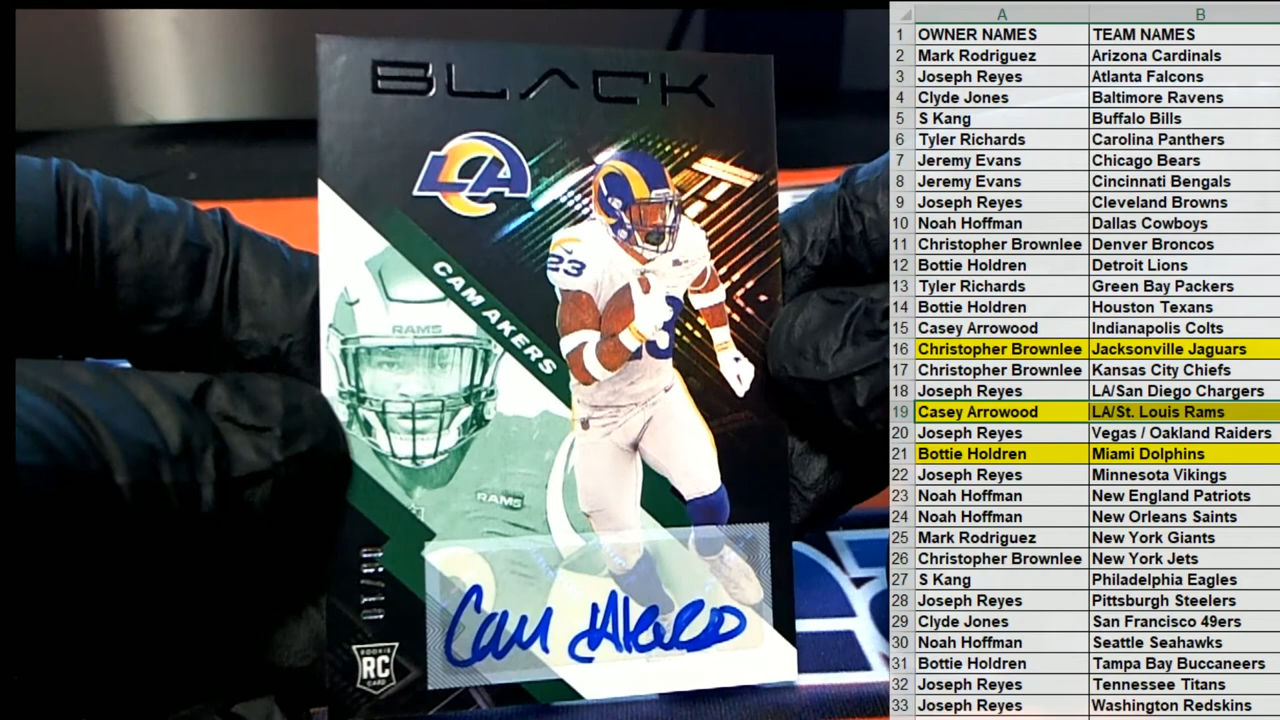 BLACK
LA
CAM AKERS
23
RAMS
RAMS
Cam Akers
ROOKIE
RC
CARD
A B
1 OWNER NAMES TEAM NAMES
2 Mark Rodriguez Arizona Cardinals
3 Joseph Reyes Atlanta Falcons
4 Clyde Jones Baltimore Ravens
5 S Kang Buffalo Bills
6 Tyler Richards Carolina Panthers
7 Jeremy Evans Chicago Bears
8 Jeremy Evans Cincinnati Bengals
9 Joseph Reyes Cleveland Browns
10 Noah Hoffman Dallas Cowboys
11 Christopher Brownlee Denver Broncos
12 Bottie Holdren Detroit Lions
13 Tyler Richards Green Bay Packers
14 Bottie Holdren Houston Texans
15 Casey Arrowood Indianapolis Colts
16 Christopher Brownlee Jacksonville Jaguars
17 Christopher Brownlee Kansas City Chiefs
18 Joseph Reyes LA/San Diego Chargers
19 Casey Arrowood LA/St. Louis Rams
20 Joseph Reyes Vegas / Oakland Raiders
21 Bottie Holdren Miami Dolphins
22 Joseph Reyes Minnesota Vikings
23 Noah Hoffman New England Patriots
24 Noah Hoffman New Orleans Saints
25 Mark Rodriguez New York Giants
26 Christopher Brownlee New York Jets
27 S Kang Philadelphia Eagles
28 Joseph Reyes Pittsburgh Steelers
29 Clyde Jones San Francisco 49ers
30 Noah Hoffman Seattle Seahawks
31 Bottie Holdren Tampa Bay Buccaneers
32 Joseph Reyes Tennessee Titans
33 Joseph Reyes Washington Redskins